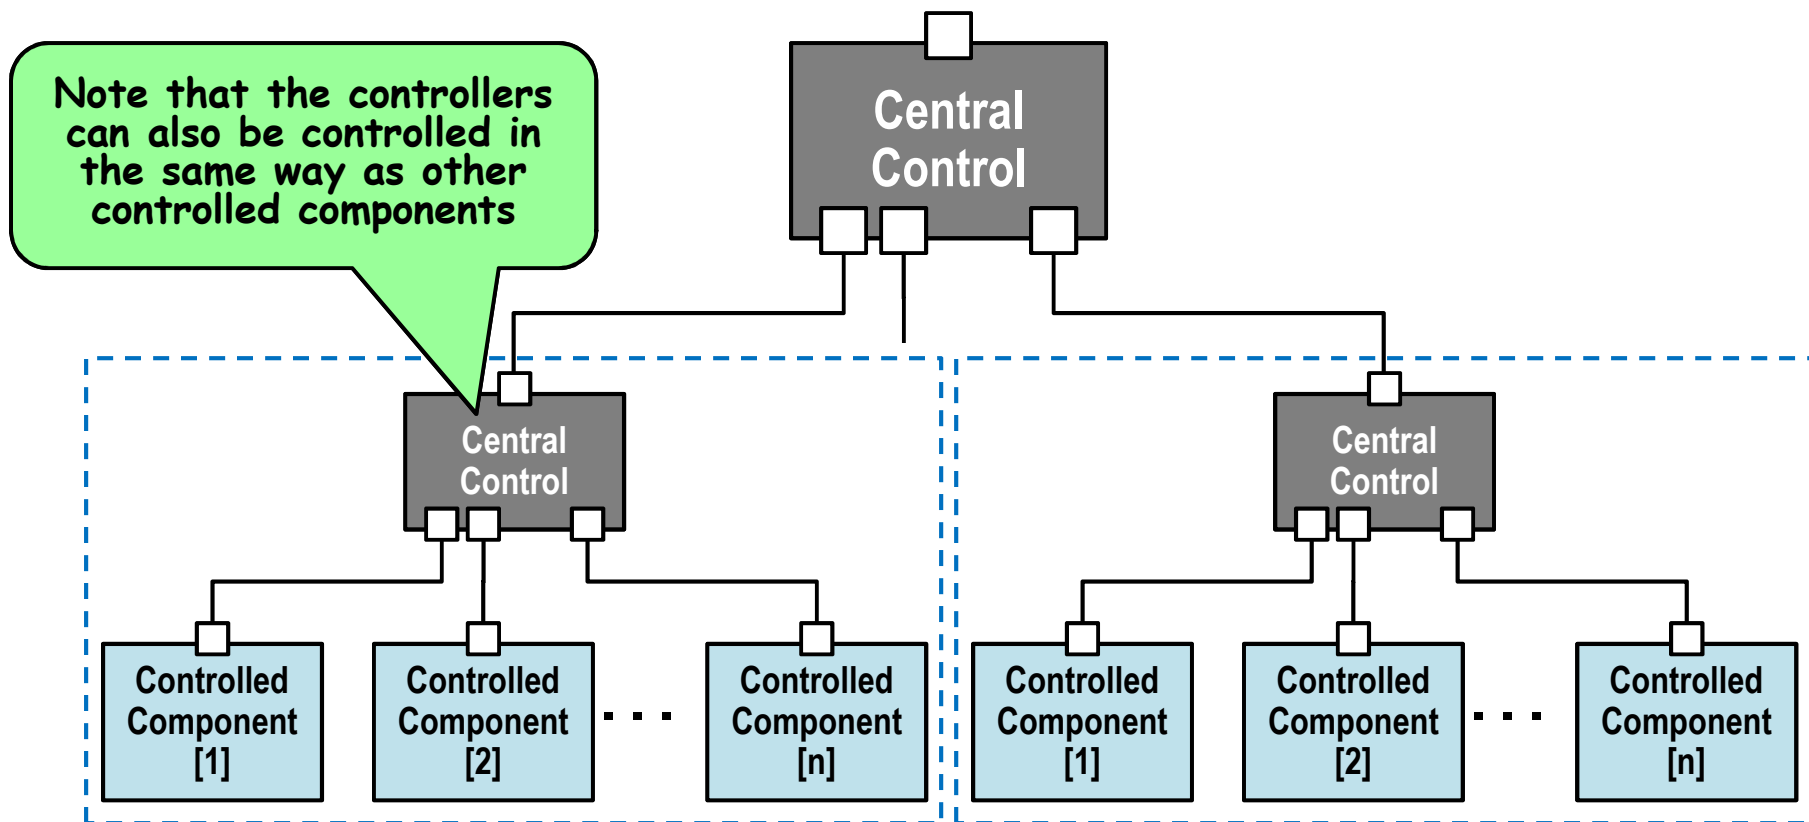 Note that the controllers
can also be controlled in
the same way as other
controlled components
Central
Control
Central
Control
Central
Control
Controlled
Component
[1]
Controlled
Component
[2]
. . .
Controlled
Component
[n]
Controlled
Component
[1]
Controlled
Component
[2]
. . .
Controlled
Component
[n]